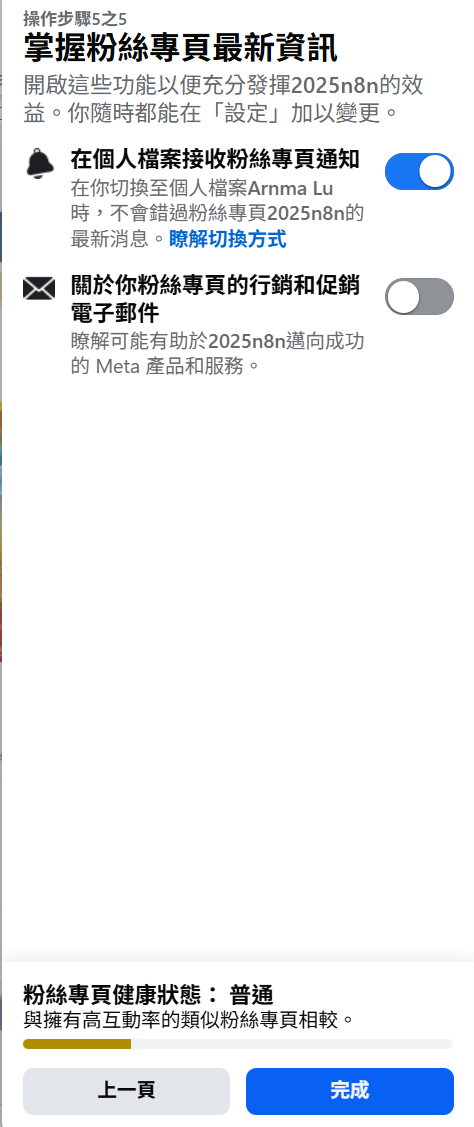 操作步驟5之5
掌握粉絲專頁最新資訊
開啟這些功能以便充分發揮2025n8n的效
益。你隨時都能在「設定」加以變更。
在個人檔案接收粉絲專頁通知
在你切換至個人檔案Arnma Lu
時，不會錯過粉絲專頁2025n8n的
最新消息。瞭解切換方式
關於你粉絲專頁的行銷和促銷
電子郵件
瞭解可能有助於2025n8n邁向成功
的 Meta 產品和服務。
粉絲專頁健康狀態： 普通
與擁有高互動率的類似粉絲專頁相較。
上一頁
完成